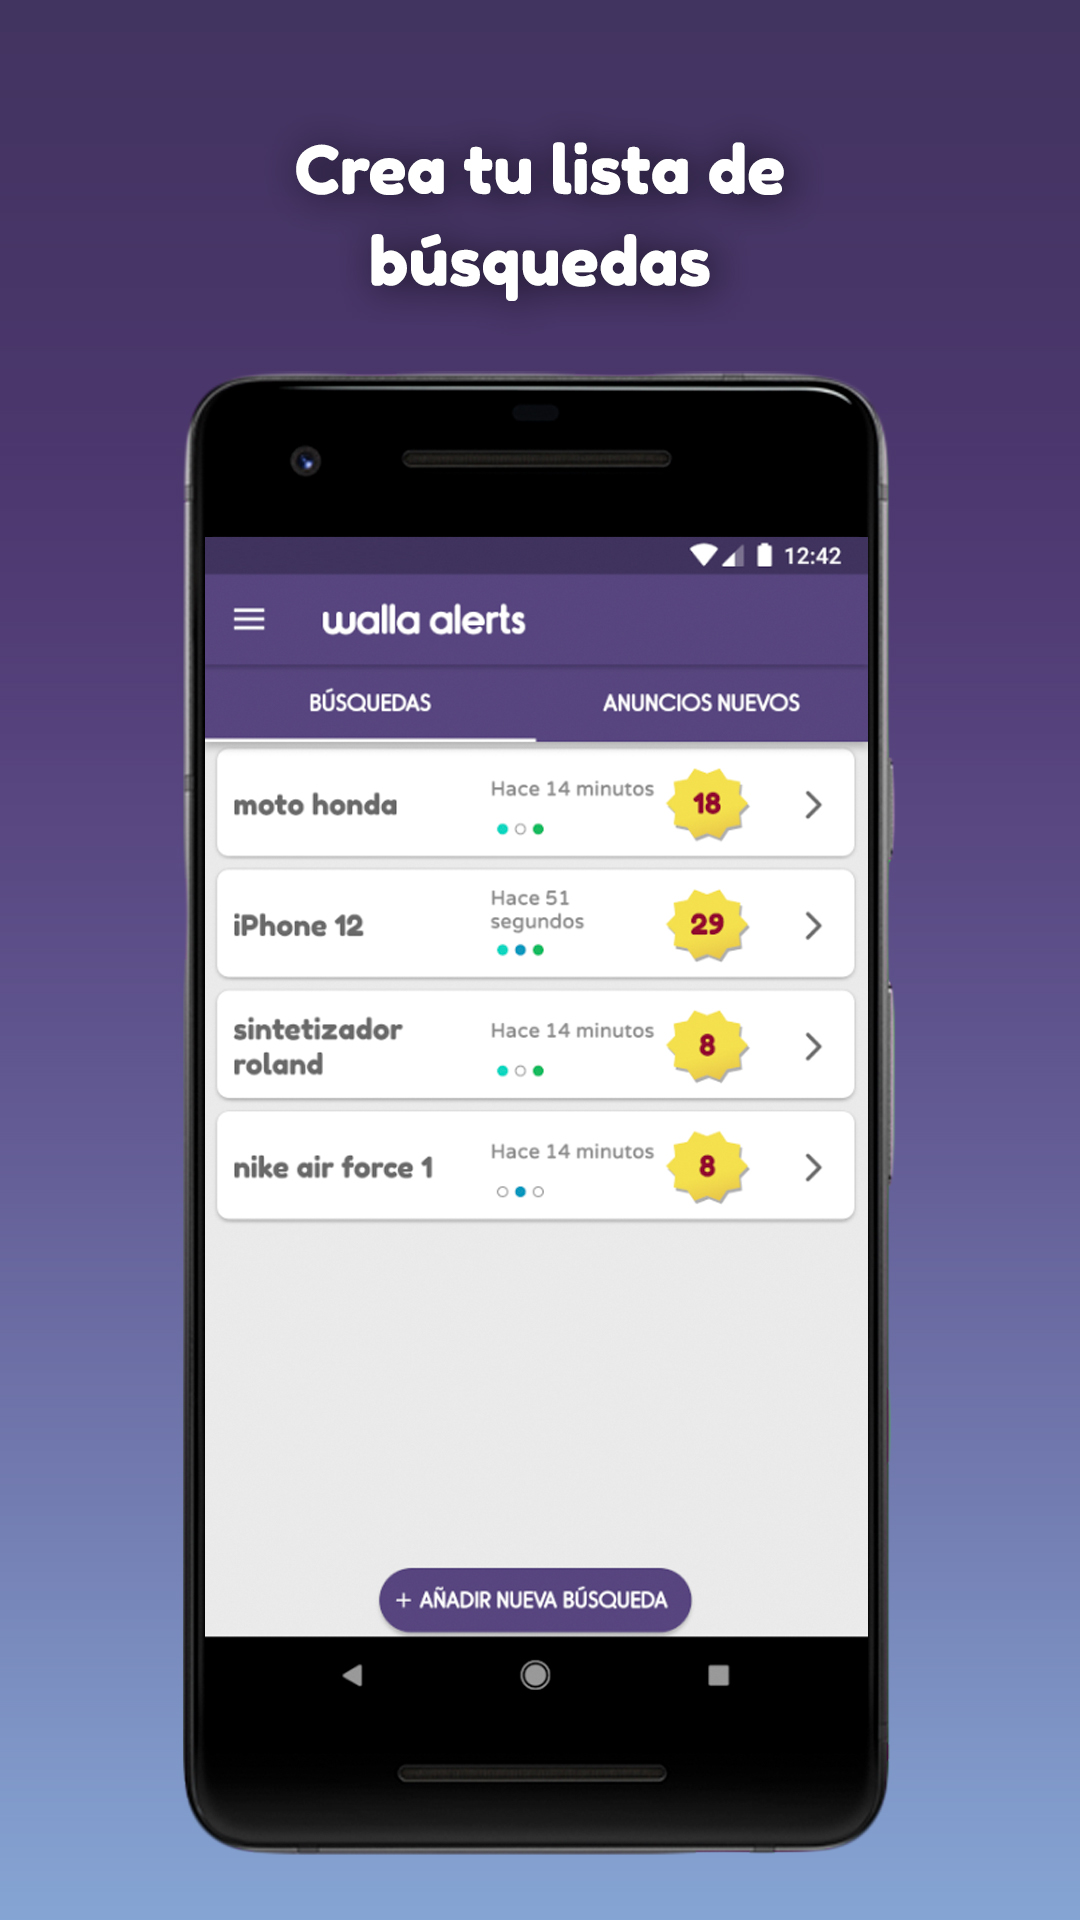 Crea tu lista de
búsquedas
12:42
walla alerts
BÚSQUEDAS
ANUNCIOS NUEVOS
moto honda
Hace 14 minutos
18
iPhone 12
Hace 51
segundos
29
sintetizador
roland
Hace 14 minutos
8
nike air force 1
Hace 14 minutos
8
+ AÑADIR NUEVA BÚSQUEDA